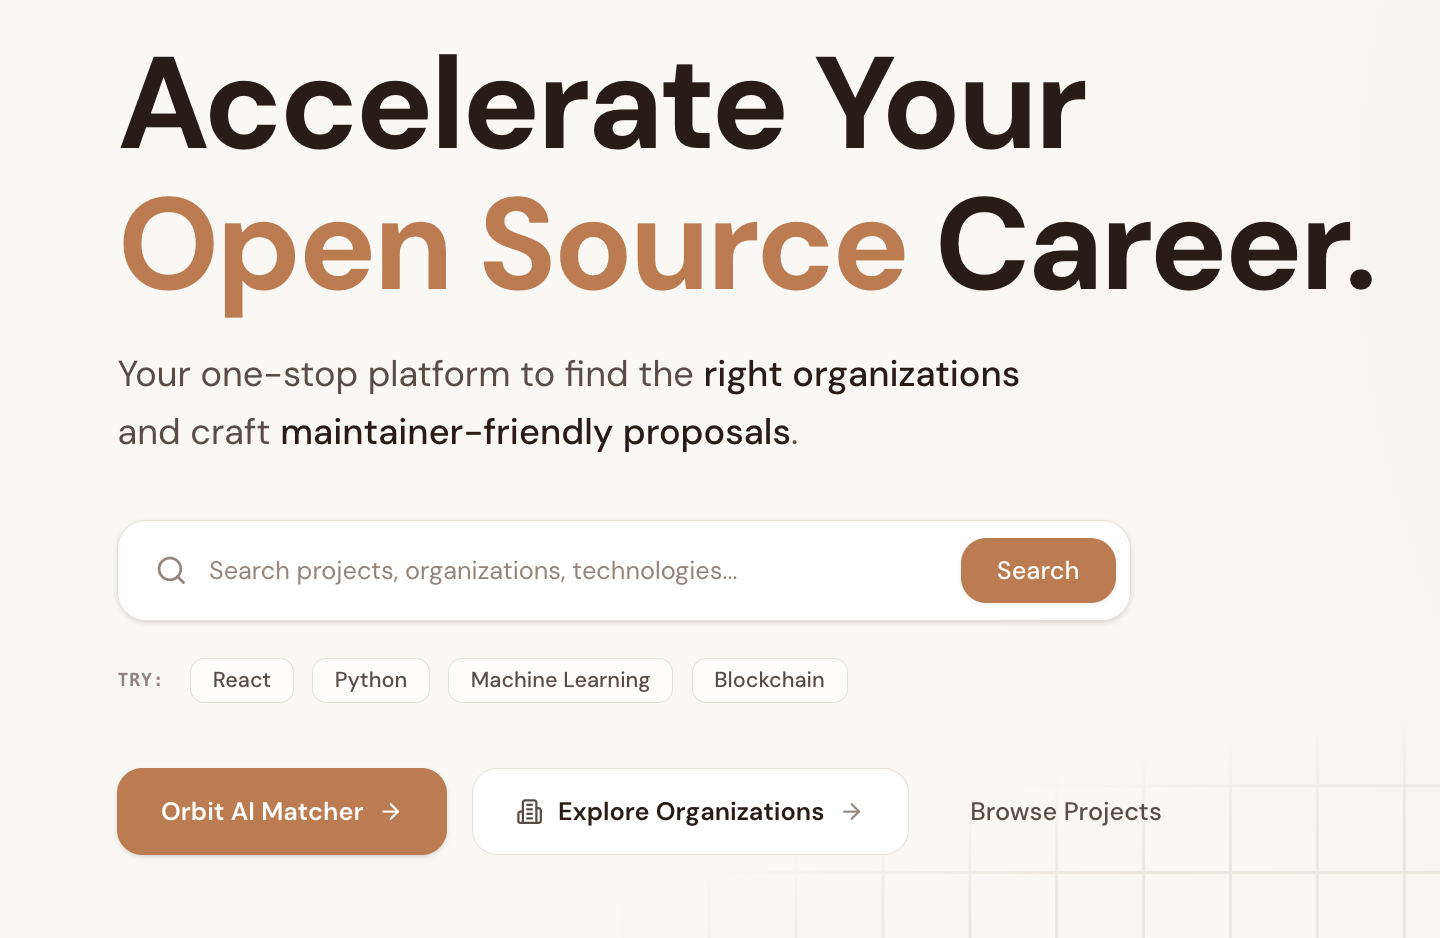 Accelerate Your
Open Source Career.
Your one-stop platform to find the right organizations
and craft maintainer-friendly proposals.
Search projects, organizations, technologies...
Search
TRY:
React
Python
Machine Learning
Blockchain
Orbit AI Matcher →
Explore Organizations →
Browse Projects